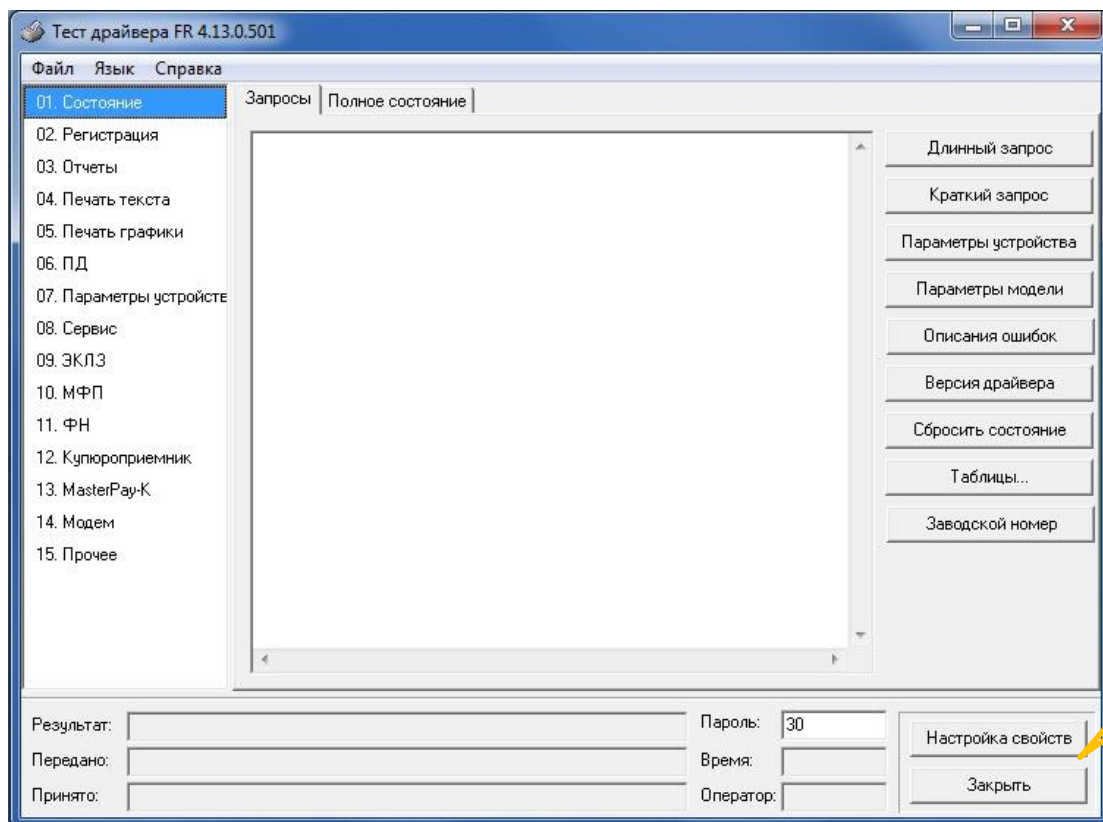 Тест драйвера FR 4.13.0.501
Файл Язык Справка
01. Состояние
02. Регистрация
03. Отчеты
04. Печать текста
05. Печать графики
06. ПД
07. Параметры устройств
08. Сервис
09. ЭКЛЗ
10. МФП
11. ФН
12. Купюроприемник
13. MasterPay-K
14. Модем
15. Прочее
Запросы Полное состояние
Длинный запрос
Краткий запрос
Параметры устройства
Параметры модели
Описания ошибок
Версия драйвера
Сбросить состояние
Таблицы...
Заводской номер
Результат:
Передано:
Принято:
Пароль: 30
Время:
Оператор:
Настройка свойств
Закрыть